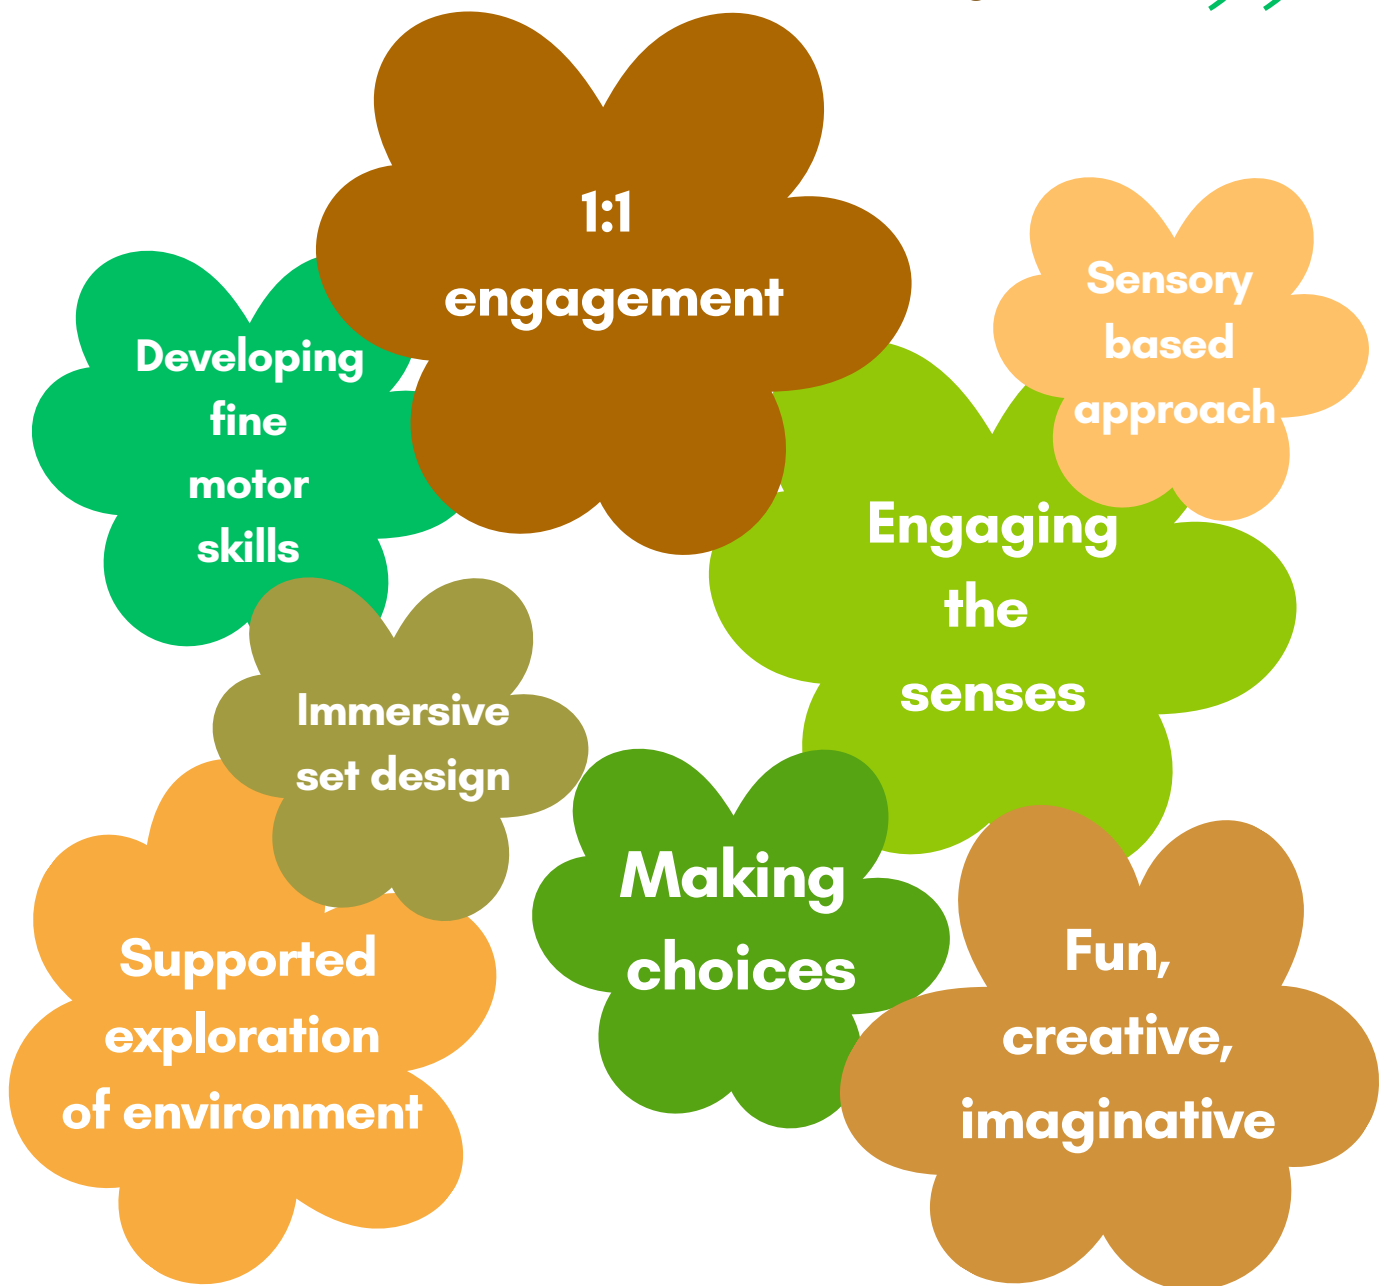 1:1
engagement
Sensory
based
approach
Developing
fine
motor
skills
Engaging
the
senses
Immersive
set design
Making
choices
Supported
exploration
of environment
Fun,
creative,
imaginative